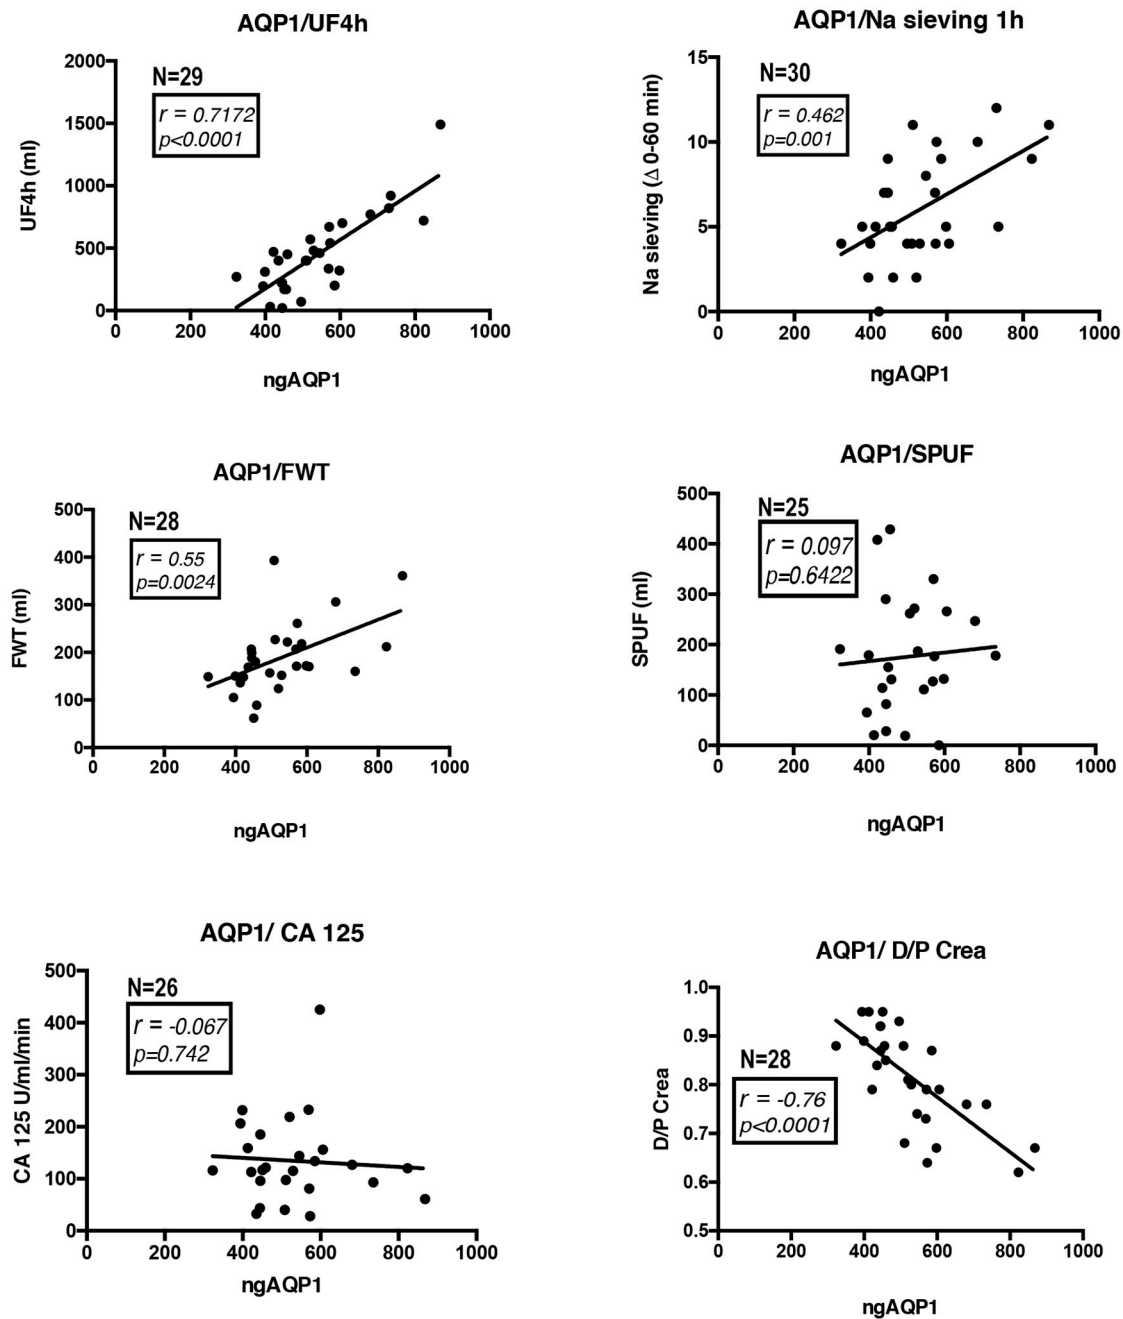 AQP1/UF4h
2000
1500
1000
500
0
UF4h (ml)
N=29
r = 0.7172
p<0.0001
0 200 400 600 800 1000
ngAQP1
AQP1/Na sieving 1h
15
10
5
0
Na sieving (Δ 0-60 min)
N=30
r = 0.462
p=0.001
0 200 400 600 800 1000
ngAQP1
AQP1/FWT
500
400
300
200
100
0
FWT (ml)
N=28
r = 0.55
p=0.0024
0 200 400 600 800 1000
ngAQP1
AQP1/SPUF
500
400
300
200
100
0
SPUF (ml)
N=25
r = 0.097
p=0.6422
0 200 400 600 800 1000
ngAQP1
AQP1/ CA 125
500
400
300
200
100
0
CA 125 U/ml/min
N=26
r = -0.067
p=0.742
0 200 400 600 800 1000
ngAQP1
AQP1/ D/P Crea
1.0
0.9
0.8
0.7
0.6
0.5
D/P Crea
N=28
r = -0.76
p<0.0001
0 200 400 600 800 1000
ngAQP1